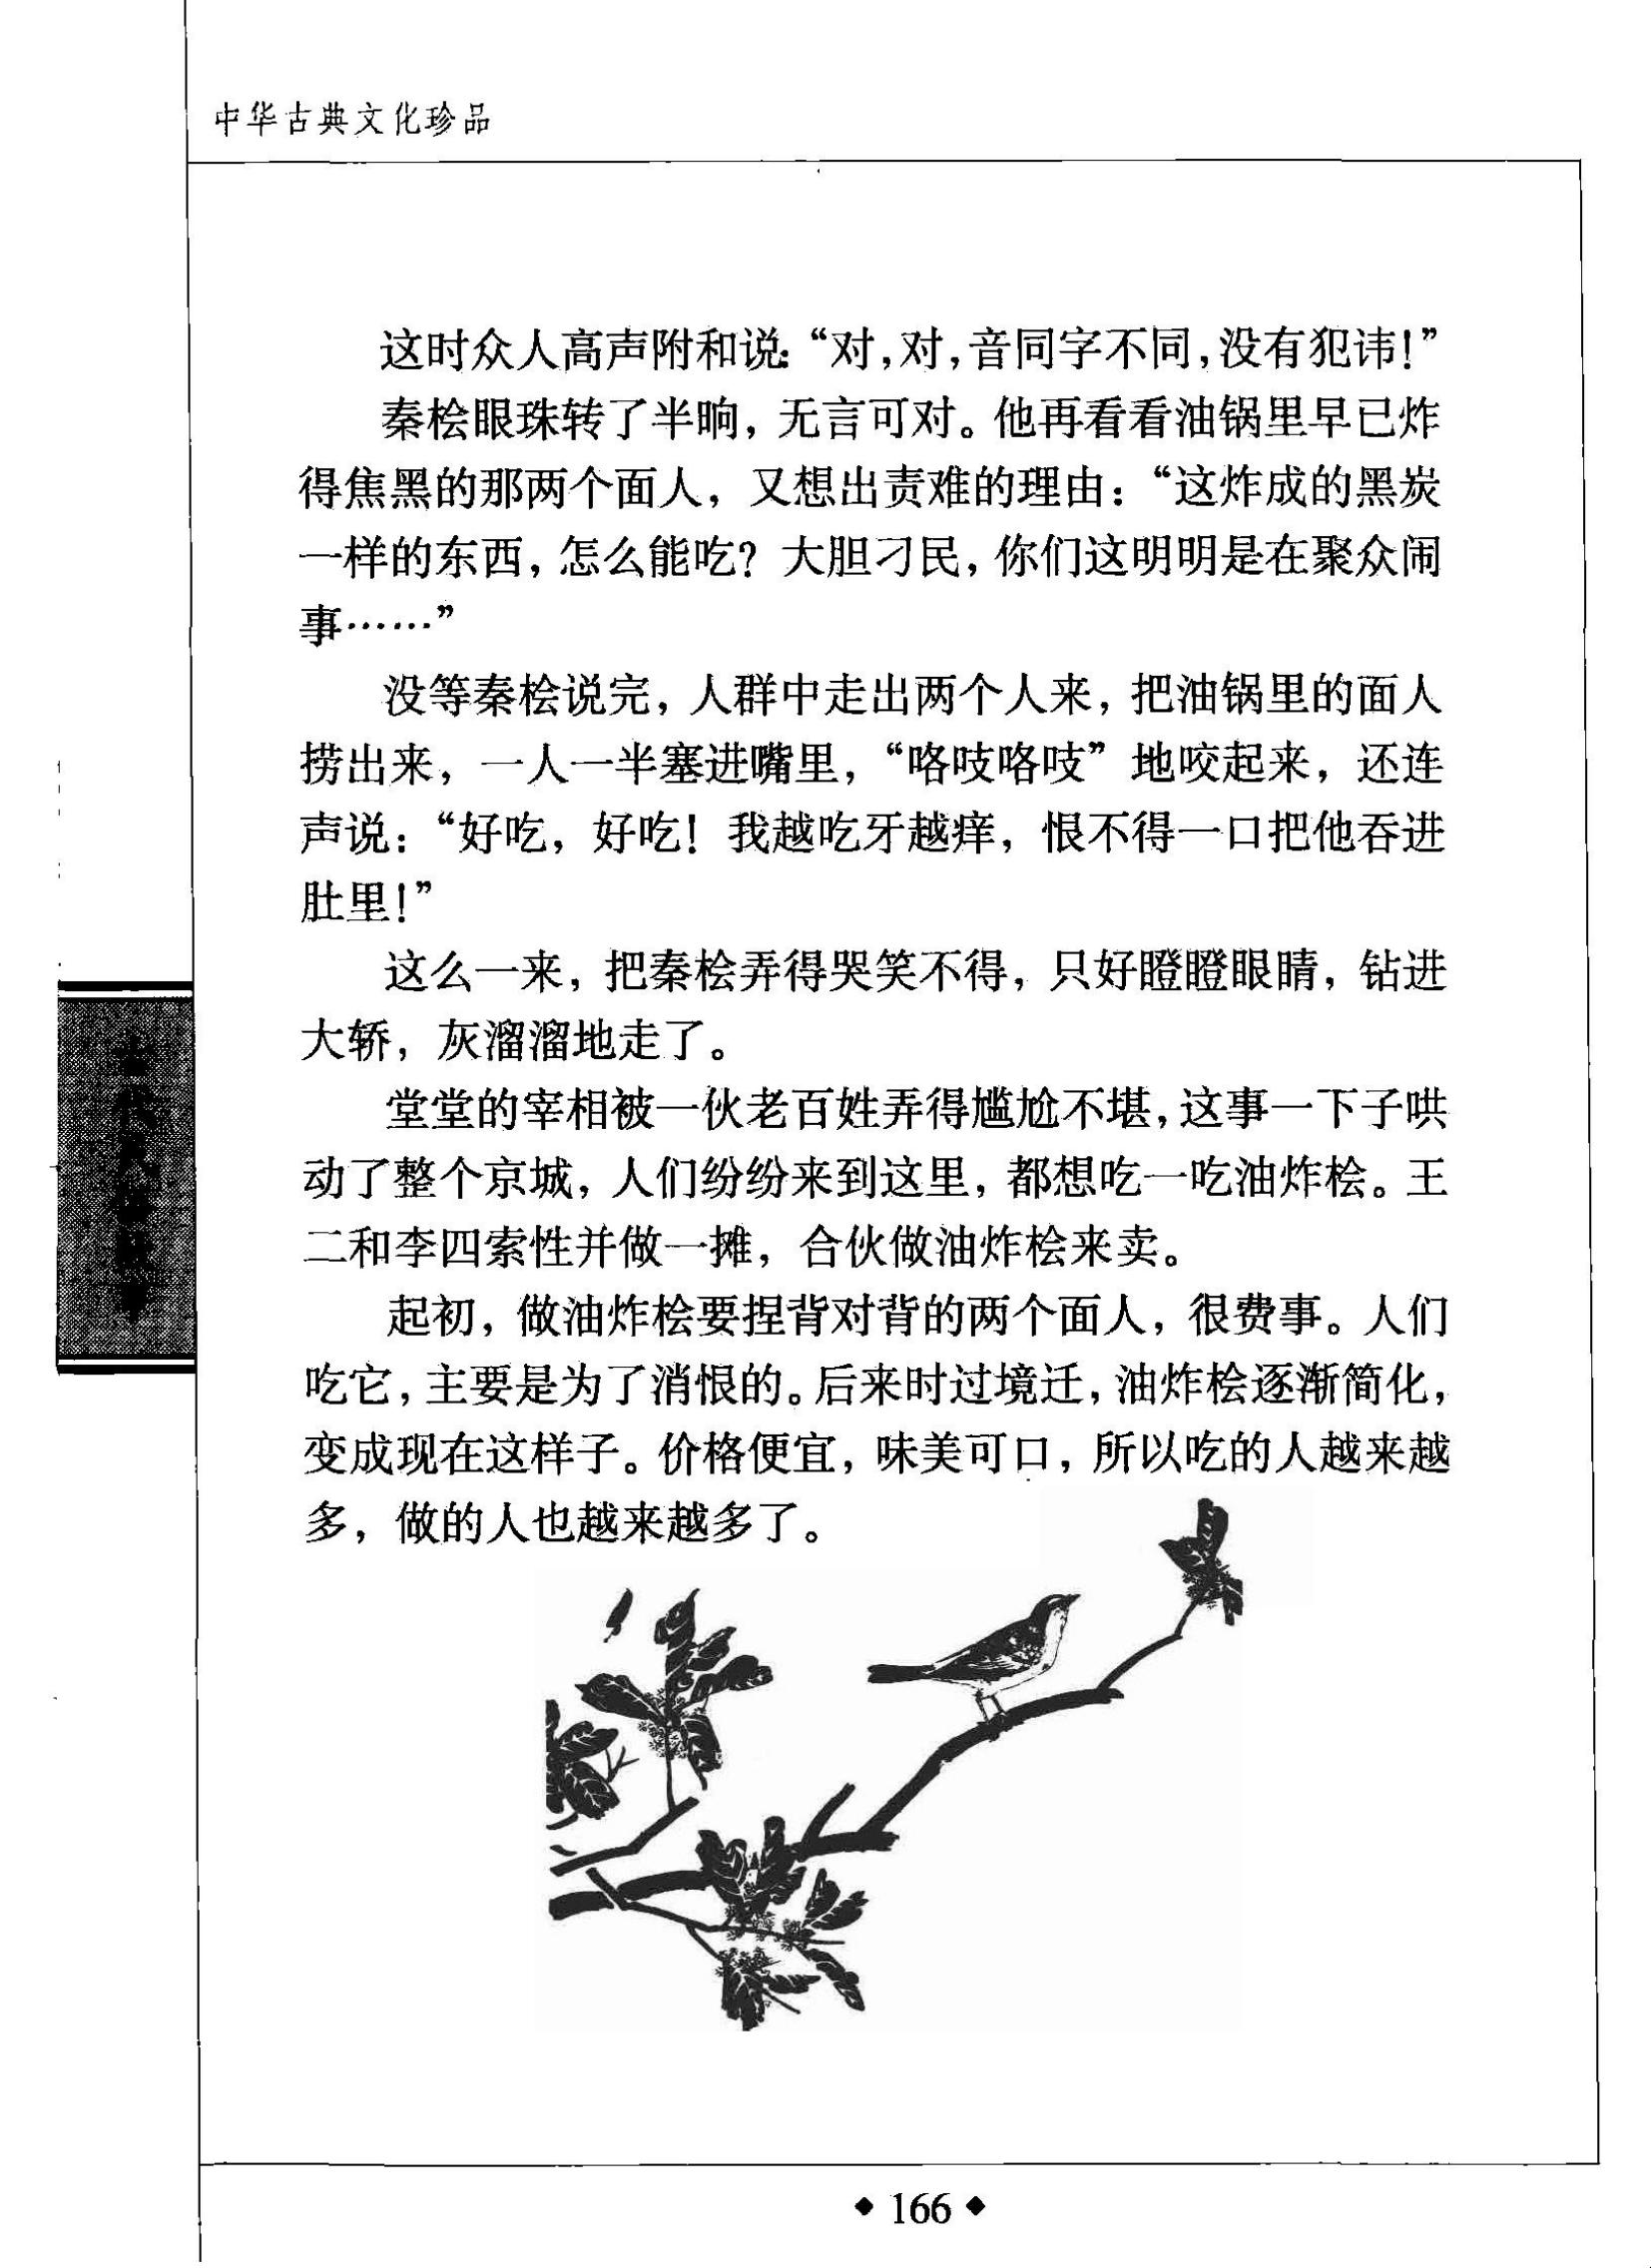 中华古典文化珍品
这时众人高声附和说：“对，对，音同字不同，没有犯讳！”
秦桧眼珠转了半晌，无言可对。他再看看油锅里早已炸
得焦黑的那两个面人，又想出责难的理由：“这炸成的黑炭
一样的东西，怎么能吃？大胆刁民，你们这明明是在聚众闹
事……”
没等秦桧说完，人群中走出两个人来，把油锅里的面人
捞出来，一人一半塞进嘴里，“咯吱咯吱”地咬起来，还连
声说：“好吃，好吃！我越吃牙越痒，恨不得一口把他吞进
肚里！”
这么一来，把秦桧弄得哭笑不得，只好瞪瞪眼睛，钻进
大轿，灰溜溜地走了。
堂堂的宰相被一伙老百姓弄得尴尬不堪，这事一下子哄
动了整个京城，人们纷纷来到这里，都想吃一吃油炸桧。王
二和李四索性并做一摊，合伙做油炸桧来卖。
起初，做油炸桧要捏背对背的两个面人，很费事。人们
吃它，主要是为了消恨的。后来时过境迁，油炸桧逐渐简化，
变成现在这样子。价格便宜，味美可口，所以吃的人越来越
多，做的人也越来越多了。
◆ 166 ◆